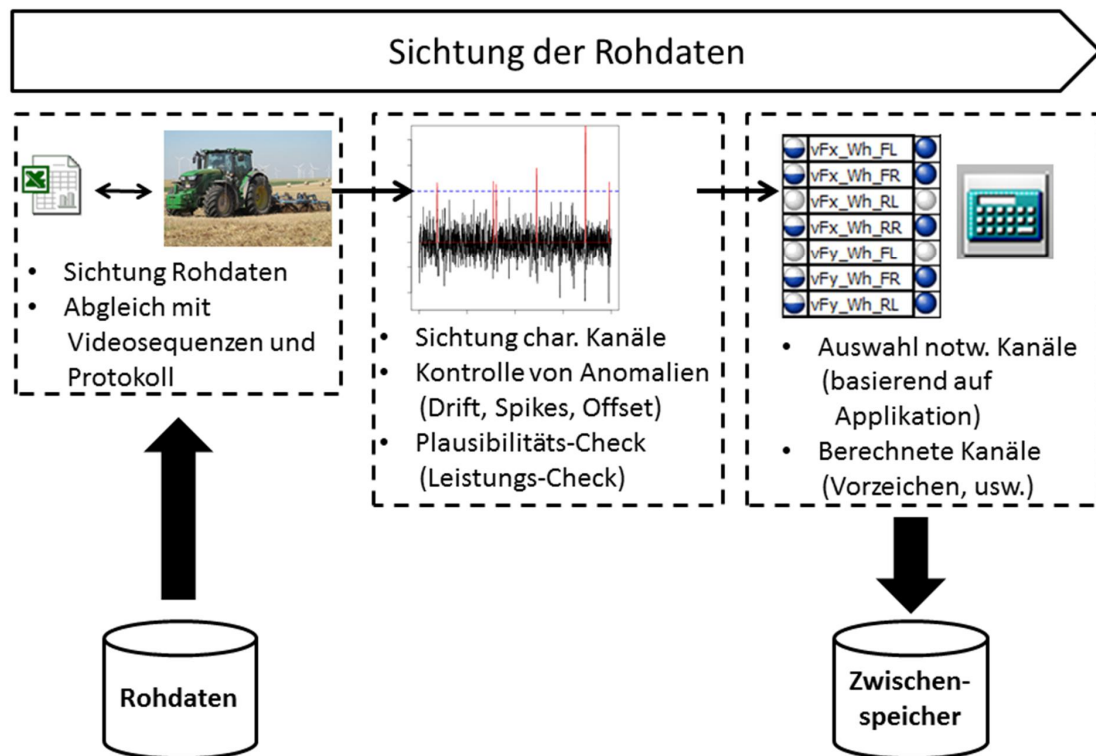 Sichtung der Rohdaten
• Sichtung Rohdaten
• Abgleich mit
Videosequenzen und
Protokoll
• Sichtung char. Kanäle
• Kontrolle von Anomalien
(Drift, Spikes, Offset)
• Plausibilitäts-Check
(Leistungs-Check)
vFx_Wh_FL
vFx_Wh_FR
vFx_Wh_RL
vFx_Wh_RR
vFy_Wh_FL
vFy_Wh_FR
vFy_Wh_RL
• Auswahl notw. Kanäle
(basierend auf
Applikation)
• Berechnete Kanäle
(Vorzeichen, usw.)
Rohdaten
Zwischen-
speicher